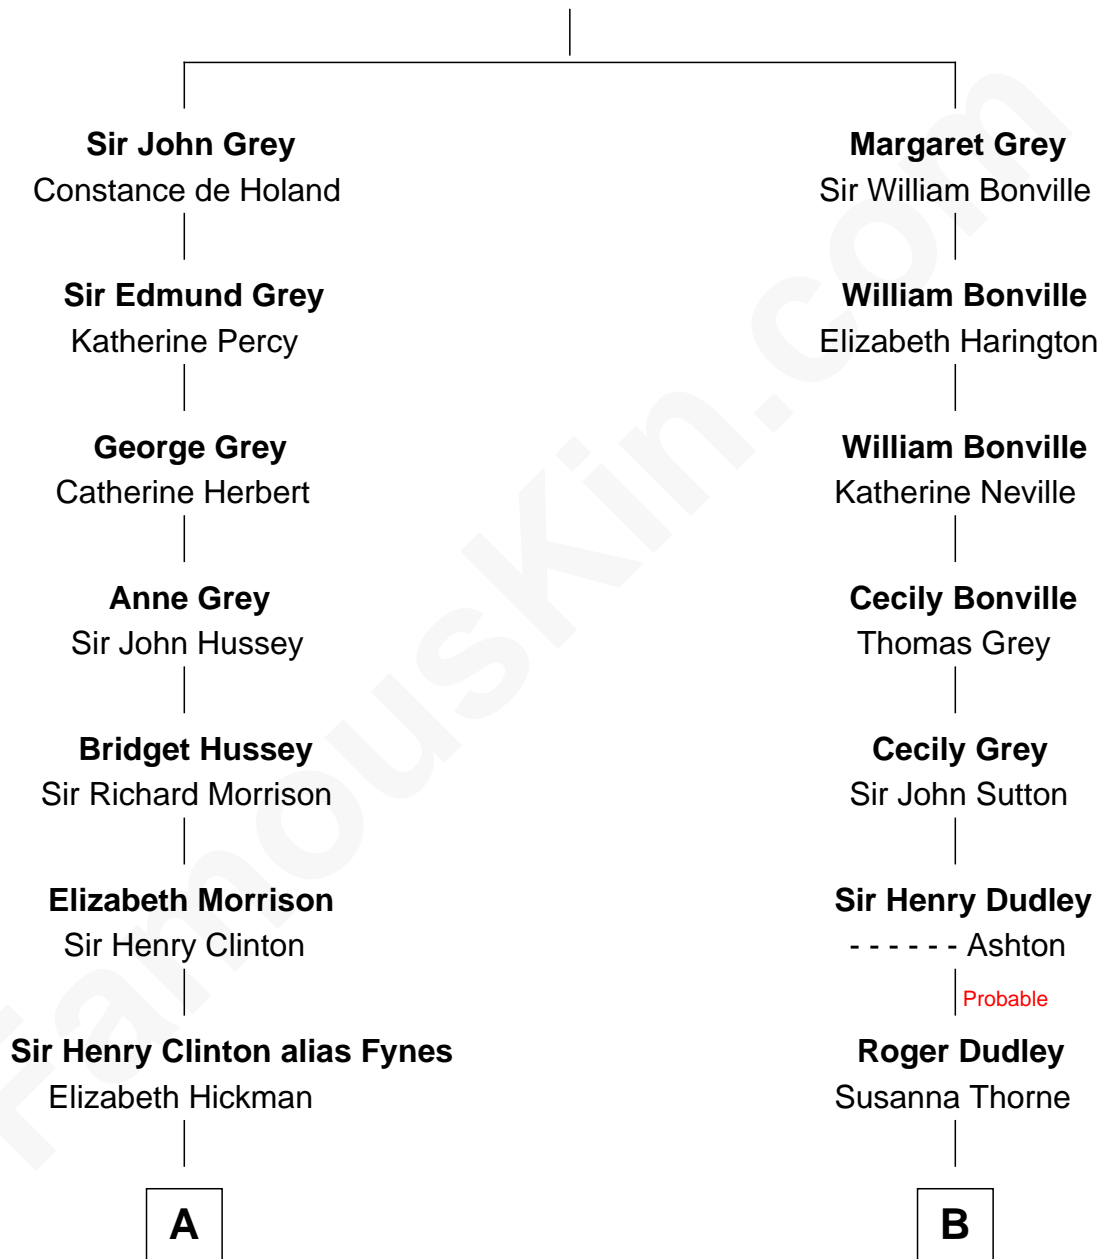 Sir John Grey
Constance de Holand
Sir Edmund Grey
Katherine Percy
George Grey
Catherine Herbert
Anne Grey
Sir John Hussey
Bridget Hussey
Sir Richard Morrison
Elizabeth Morrison
Sir Henry Clinton
Sir Henry Clinton alias Fynes
Elizabeth Hickman
A
Margaret Grey
Sir William Bonville
William Bonville
Elizabeth Harington
William Bonville
Katherine Neville
Cecily Bonville
Thomas Grey
Cecily Grey
Sir John Sutton
Sir Henry Dudley
- - - - - - Ashton
Probable
Roger Dudley
Susanna Thorne
B
FamousKin.com